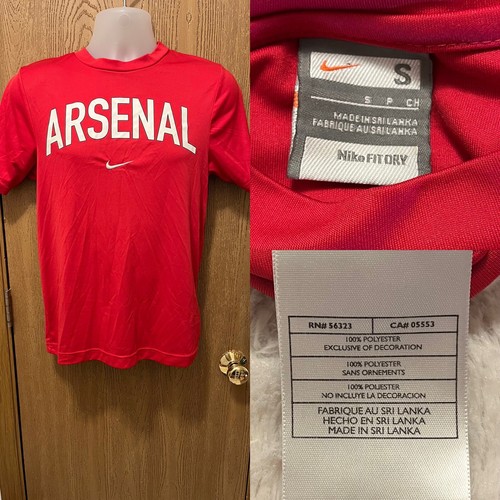 ARSENAL
S
S P CH
MADE IN SRI LANKA
FABRIQUE AU SRI LANKA
Nike FIT DRY
RN# 56323 CA# 05553
100% POLYESTER
EXCLUSIVE OF DECORATION
100% POLYESTER
SANS ORNEMENTS
100% POLIESTER
NO INCLUYE LA DECORACION
FABRIQUE AU SRI LANKA
HECHO EN SRI LANKA
MADE IN SRI LANKA